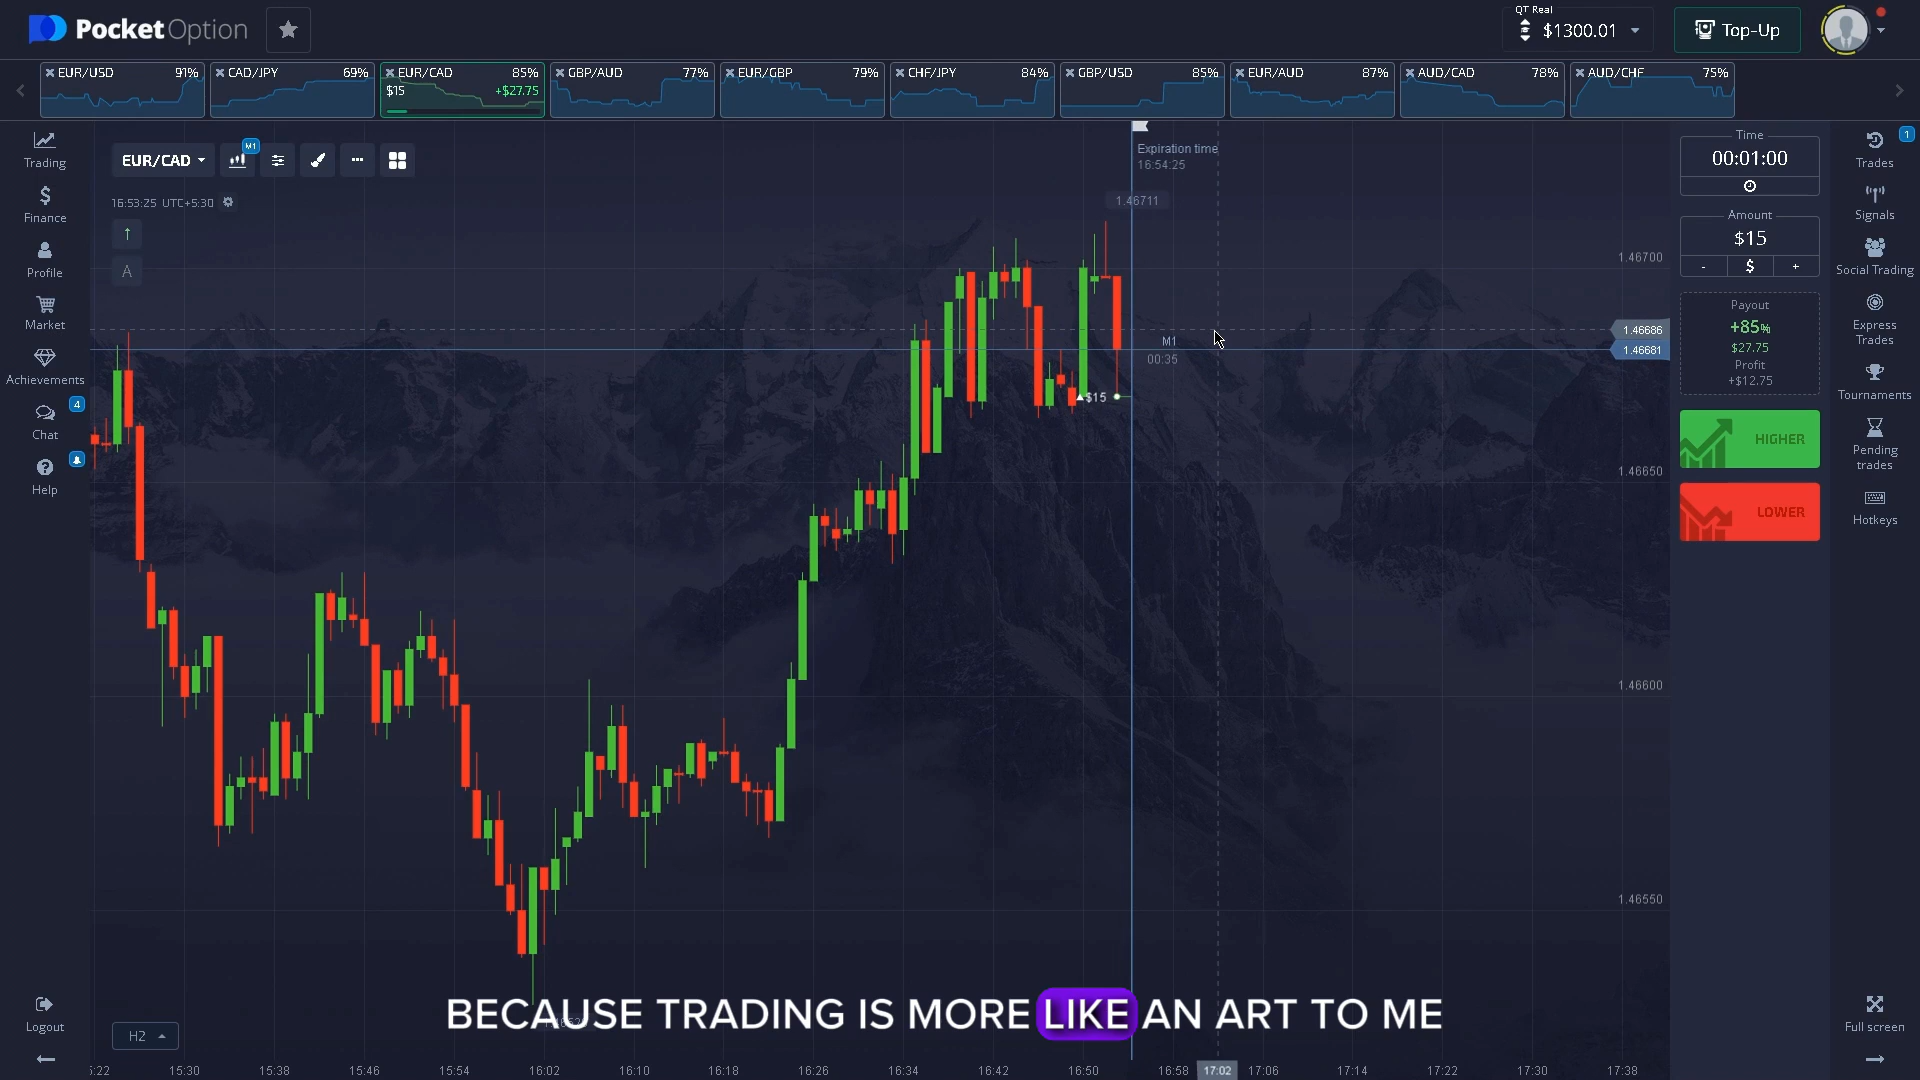 PocketOption
QT Real
$1300.01
Top-Up
EUR/USD 91%
CAD/JPY 69%
EUR/CAD 85%
$15 +$27.75
GBP/AUD 77%
EUR/GBP 79%
CHF/JPY 84%
GBP/USD 85%
EUR/AUD 87%
AUD/CAD 78%
AUD/CHF 75%
Trading
Finance
Profile
Market
Achievements
4
Chat
Help
Logout
EUR/CAD
M1
16:53:25 UTC+5:30
A
Expiration time
16:54:25
1.46711
M1
00:35
$15
1.46700
1.46686
1.46681
1.46650
1.46600
1.46550
Time
00:01:00
Amount
$15
- $ +
Payout
+85%
$27.75
Profit
+$12.75
HIGHER
LOWER
1
Trades
Signals
Social Trading
Express
Trades
Tournaments
Pending
trades
Hotkeys
Full screen
BECAUSE TRADING IS MORE LIKE AN ART TO ME
H2
5:22 15:30 15:38 15:46 15:54 16:02 16:10 16:18 16:26 16:34 16:42 16:50 16:58 17:02 17:06 17:14 17:22 17:30 17:38